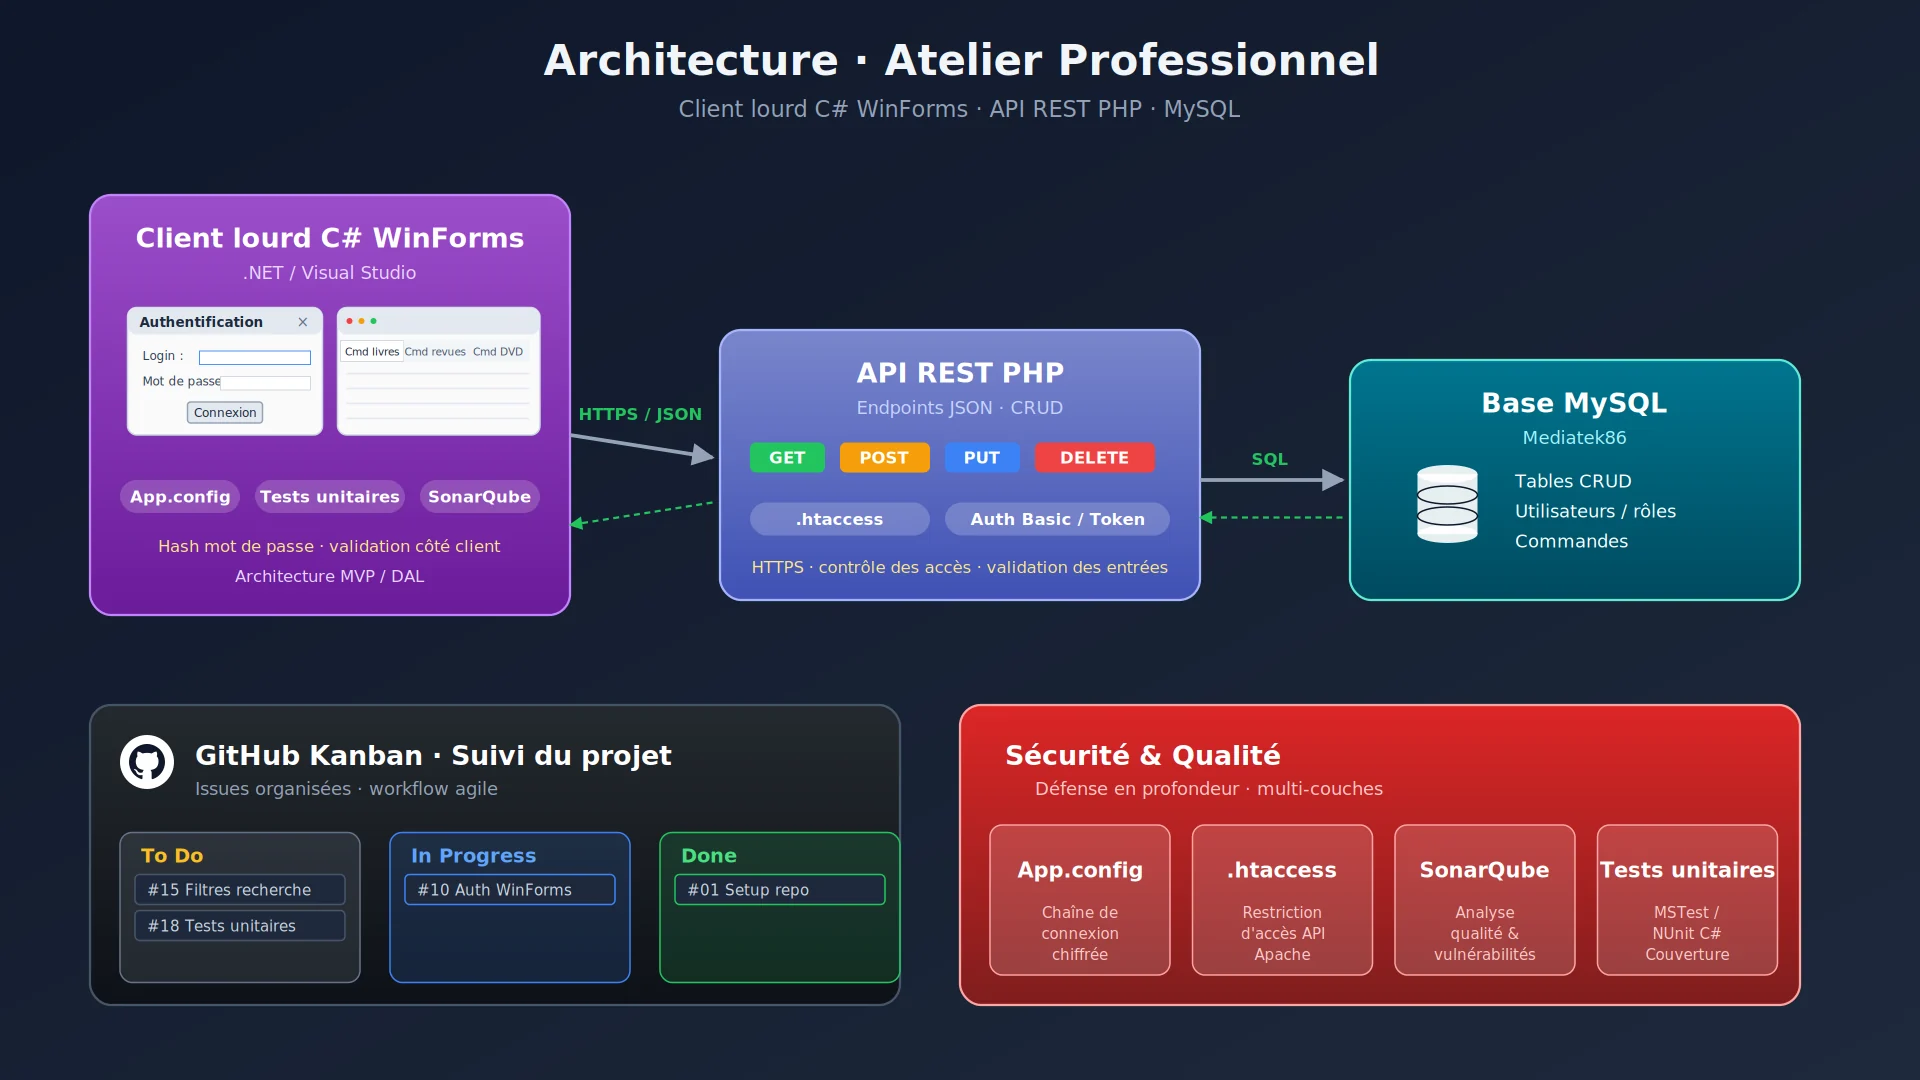 Architecture · Atelier Professionnel
Client lourd C# WinForms · API REST PHP · MySQL
Client lourd C# WinForms
.NET / Visual Studio
Authentification ×
Login :
Mot de passe
Connexion
Cmd livres Cmd revues Cmd DVD
App.config Tests unitaires SonarQube
Hash mot de passe · validation côté client
Architecture MVP / DAL
HTTPS / JSON
API REST PHP
Endpoints JSON · CRUD
GET POST PUT DELETE
.htaccess Auth Basic / Token
HTTPS · contrôle des accès · validation des entrées
SQL
Base MySQL
Mediatek86
Tables CRUD
Utilisateurs / rôles
Commandes
GitHub Kanban · Suivi du projet
Issues organisées · workflow agile
To Do
#15 Filtres recherche
#18 Tests unitaires
In Progress
#10 Auth WinForms
Done
#01 Setup repo
Sécurité & Qualité
Défense en profondeur · multi-couches
App.config
Chaîne de
connexion
chiffrée
.htaccess
Restriction
d'accès API
Apache
SonarQube
Analyse
qualité &
vulnérabilités
Tests unitaires
MSTest /
NUnit C#
Couverture